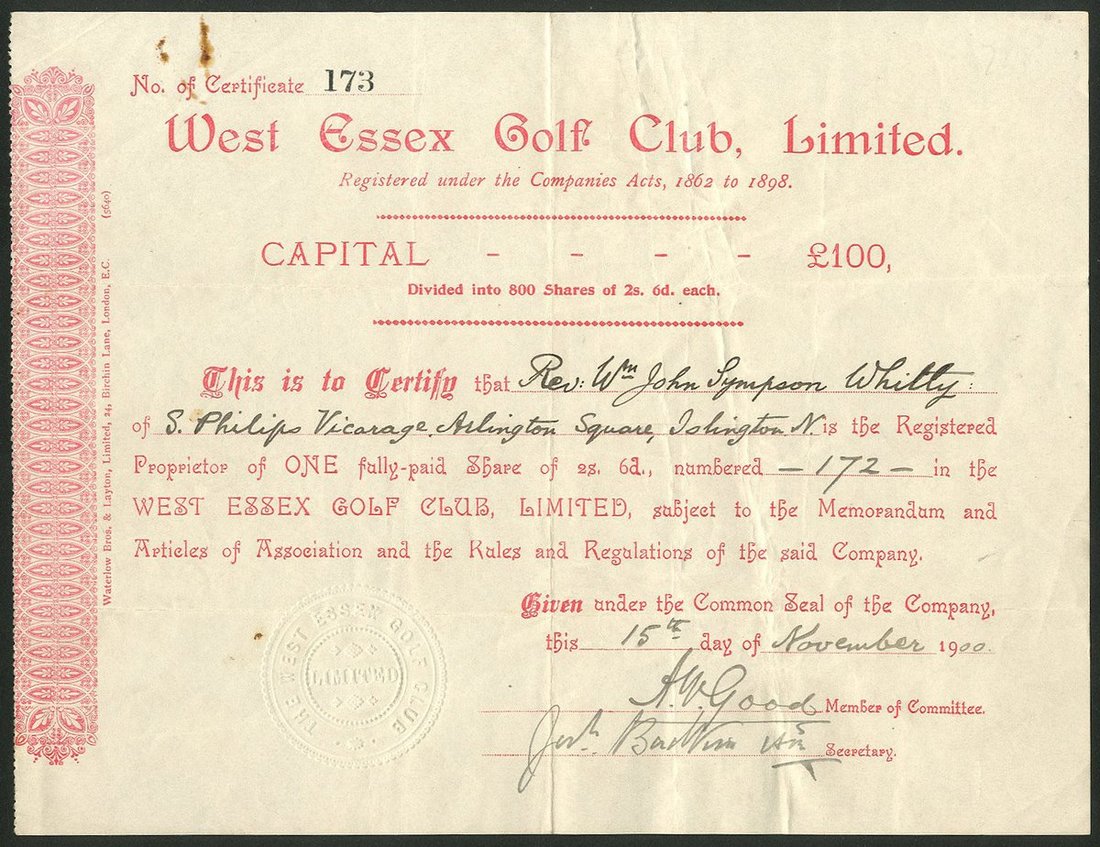 No. of Certificate 173
West Essex Golf Club, Limited.
Registered under the Companies Acts, 1862 to 1898.
CAPITAL - - - - £100,
Divided into 800 Shares of 2s. 6d. each.
This is to Certify that Rev: Wm John Sympson Whitty:
of S. Philips Vicarage, Arlington Square, Islington N. is the Registered
Proprietor of ONE fully-paid Share of 2s. 6d., numbered - 172 - in the
WEST ESSEX GOLF CLUB, LIMITED, subject to the Memorandum and
Articles of Association and the Rules and Regulations of the said Company.
Given under the Common Seal of the Company,
this 15th day of November 1900.
A.W. Good Member of Committee.
Secretary.
THE WEST ESSEX GOLF CLUB
LIMITED
Waterlow Bros. & Layton, Limited, 24, Birchin Lane, London, E.C. (5640)